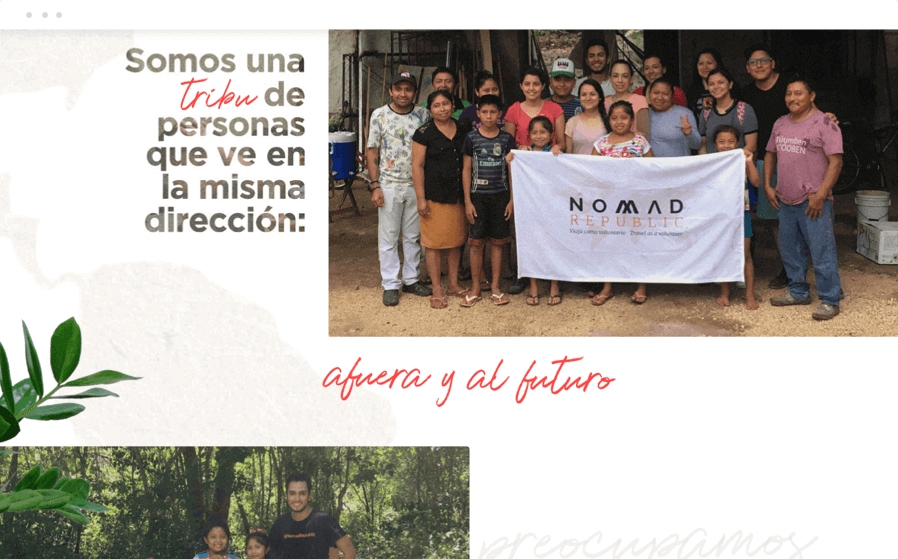 Somos una
tribu de
personas
que ve en
la misma
dirección:
NOMAD
REPUBLIC
Viaja como voluntario Travel as a volunteer
afuera y al futuro
preocupamos